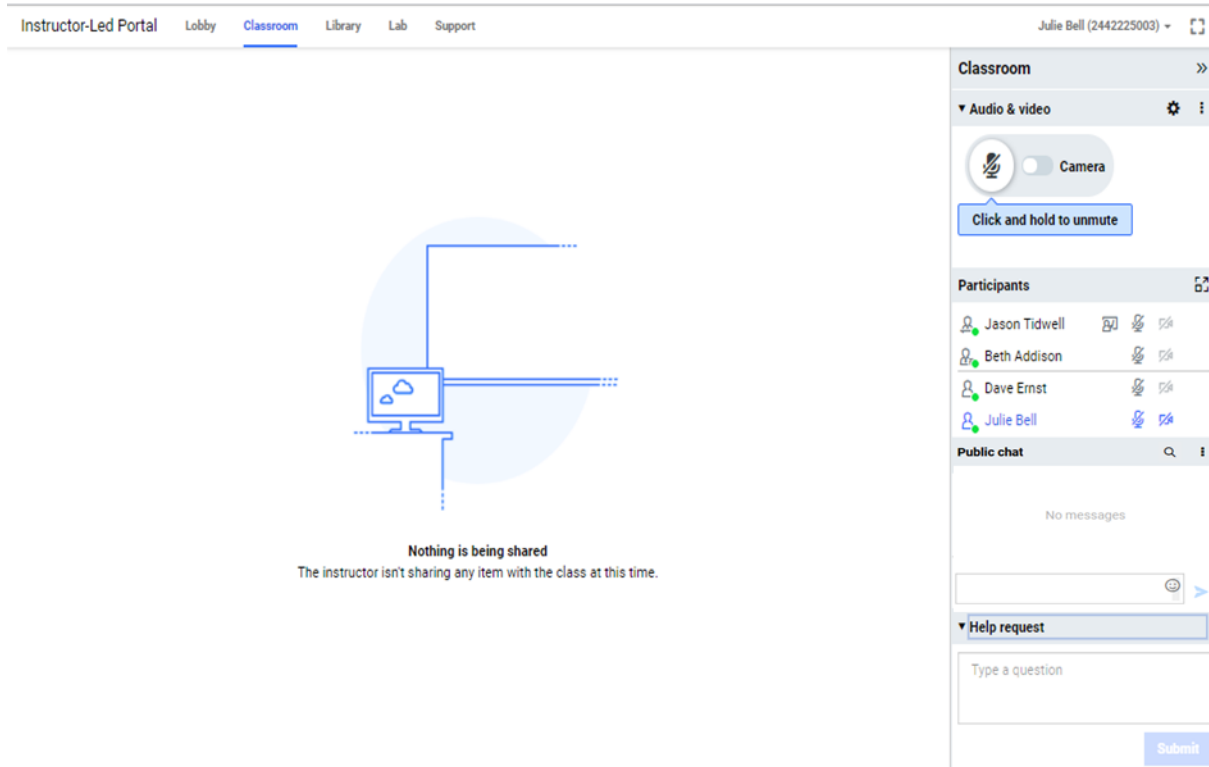 Instructor-Led Portal Lobby Classroom Library Lab Support Julie Bell (2442225003)
Classroom
Audio & video
Camera
Click and hold to unmute
Participants
Jason Tidwell
Beth Addison
Dave Ernst
Julie Bell
Public chat
No messages
Nothing is being shared
The instructor isn't sharing any item with the class at this time.
Help request
Type a question
Submit